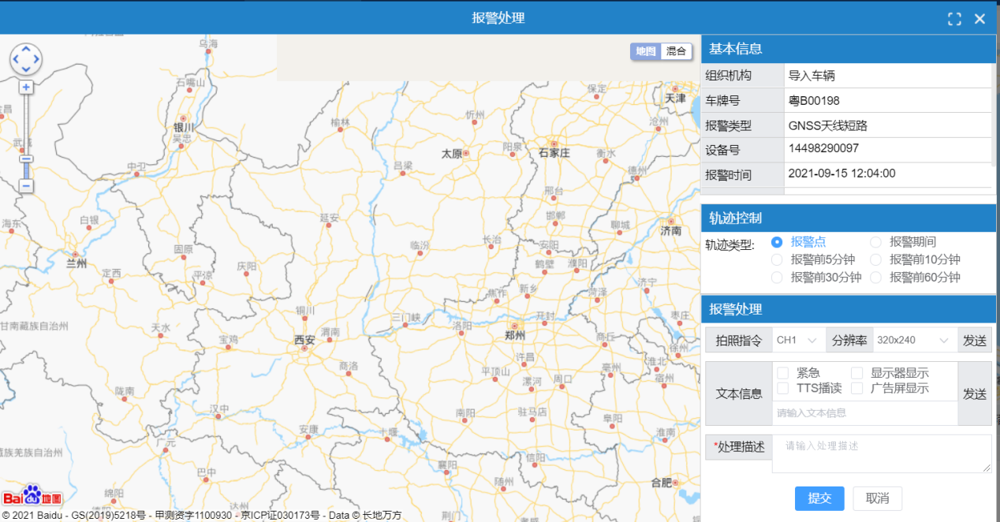 报警处理
乌海
地图 混合
石嘴山
保定
天津
银川
吴忠
忻州
榆林
沧州
太原
阳泉
石家庄
衡水
吕梁
德州
中卫
邢台
延安
邯郸
海东
白银
聊城
济南
临汾
长治
安阳
固原
兰州
定西
庆阳
鹤壁
濮阳
平凉
济宁
新乡
菏泽
焦作
铜川
三门峡
枣庄
甘南藏族自治州
天水
洛阳
开封
宝鸡
渭南
西安
郑州
商丘
徐州
商洛
许昌
淮北
平顶山
亳州
漯河
周口
宿州
陇南
汉中
南阳
驻马店
阜阳
安康
十堰
淮南
广元
藏族羌族自治州
信阳
襄阳
巴中
随州
合肥
绵阳
达州
荆门
Bai du 地图
© 2021 Baidu - GS(2019)5218号 - 甲测资字1100930 - 京ICP证030173号 - Data © 长地万方
基本信息
组织机构 导入车辆
车牌号 粤B00198
报警类型 GNSS天线短路
设备号 14498290097
报警时间 2021-09-15 12:04:00
轨迹控制
轨迹类型: 报警点 报警期间
报警前5分钟 报警前10分钟
报警前30分钟 报警前60分钟
报警处理
拍照指令 CH1 分辨率 320x240 发送
文本信息 紧急 显示器显示 发送
TTS播读 广告屏显示
请输入文本信息
*处理描述 请输入处理描述
提交 取消